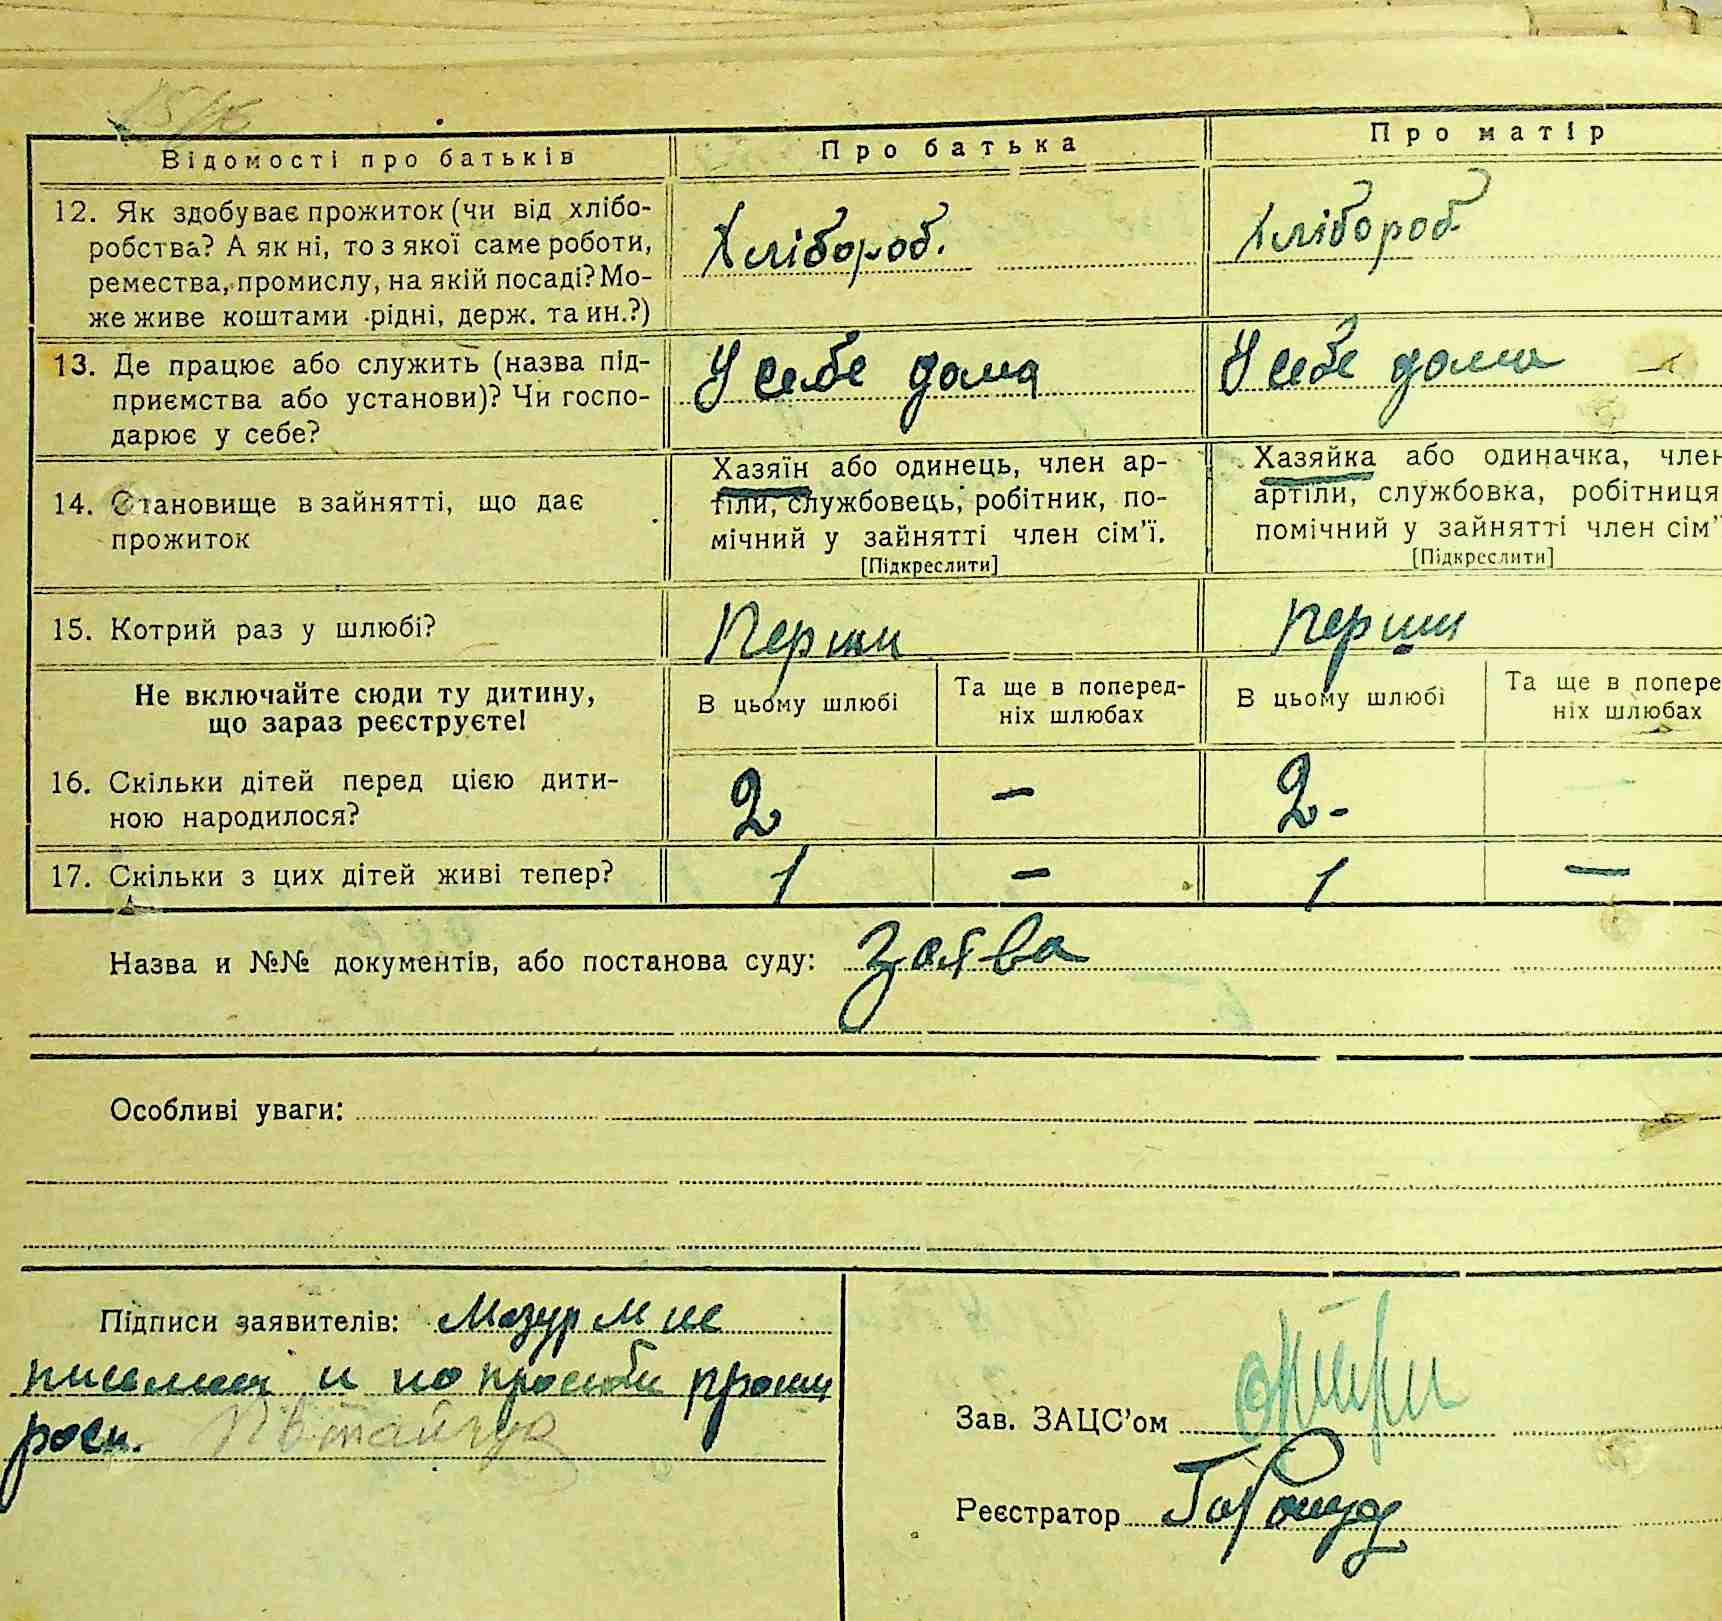 Відомості про батьків
Про батька
Про матір
12. Як здобуває прожиток (чи від хлібо-
робства? А як ні, то з якої саме роботи,
ремества, промислу, на якій посаді? Мо-
же живе коштами рідні, держ. та ин.?)
Хлібороб.
Хлібороб
13. Де працює або служить (назва під-
приємства або установи)? Чи госпо-
дарює у себе?
У себе дома
У себе дома
14. Становище в зайнятті, що дає
прожиток
Хазяїн або одинець, член ар-
тіли, службовець, робітник, по-
мічний у зайнятті член сім'ї.
[Підкреслити]
Хазяйка або одиначка, член
артіли, службовка, робітниця
помічний у зайнятті член сім'
[Підкреслити]
15. Котрий раз у шлюбі?
Перши
Перши
Не включайте сюди ту дитину,
що зараз реєструєте!
В цьому шлюбі
Та ще в поперед-
ніх шлюбах
В цьому шлюбі
Та ще в попере
ніх шлюбах
16. Скільки дітей перед цією дити-
ною народилося?
2
—
2 -
—
17. Скільки з цих дітей живі тепер?
1
—
1
—
Назва и №№ документів, або постанова суду: Заява
Особливі уваги:
Підписи заявителів: Мазур М не
и по просьби
росп.
Зав. ЗАЦС'ом
Реєстратор